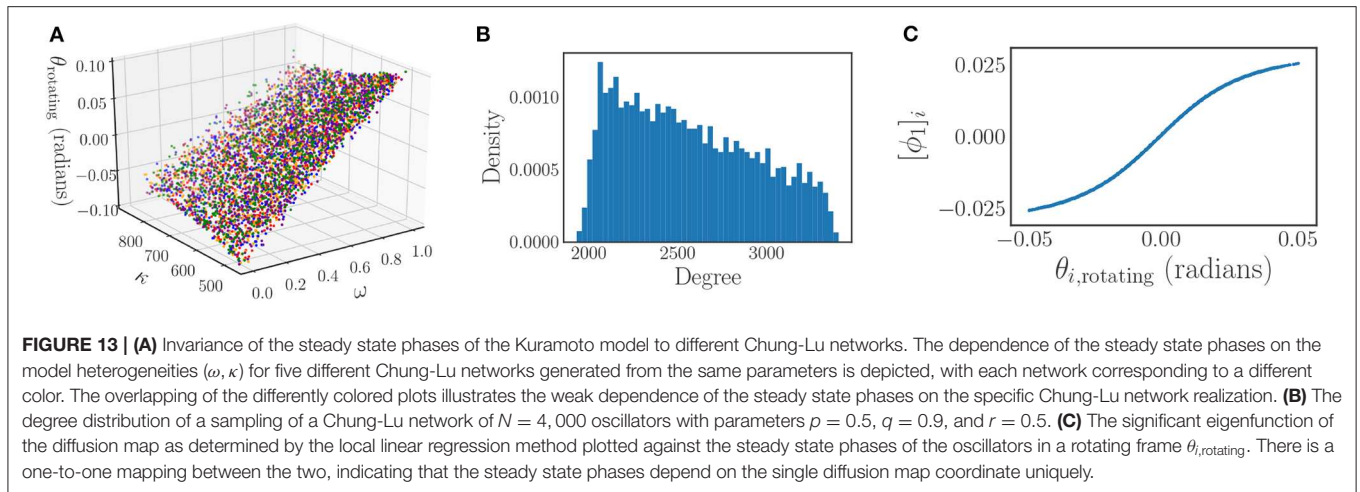 A
B
C
0.10
0.05
0.00
−0.05
−0.10
θrotating (radians)
800
700
600
500
κ
0.0
0.2
0.4
0.6
0.8
1.0
ω
0.0010
0.0005
0.0000
Density
2000
2500
3000
Degree
0.025
0.000
−0.025
[ϕ1]i
−0.05
0.00
0.05
θi,rotating (radians)
FIGURE 13 | (A) Invariance of the steady state phases of the Kuramoto model to different Chung-Lu networks. The dependence of the steady state phases on the
model heterogeneities (ω, κ) for five different Chung-Lu networks generated from the same parameters is depicted, with each network corresponding to a different
color. The overlapping of the differently colored plots illustrates the weak dependence of the steady state phases on the specific Chung-Lu network realization. (B) The
degree distribution of a sampling of a Chung-Lu network of N = 4, 000 oscillators with parameters p = 0.5, q = 0.9, and r = 0.5. (C) The significant eigenfunction of
the diffusion map as determined by the local linear regression method plotted against the steady state phases of the oscillators in a rotating frame θi,rotating. There is a
one-to-one mapping between the two, indicating that the steady state phases depend on the single diffusion map coordinate uniquely.